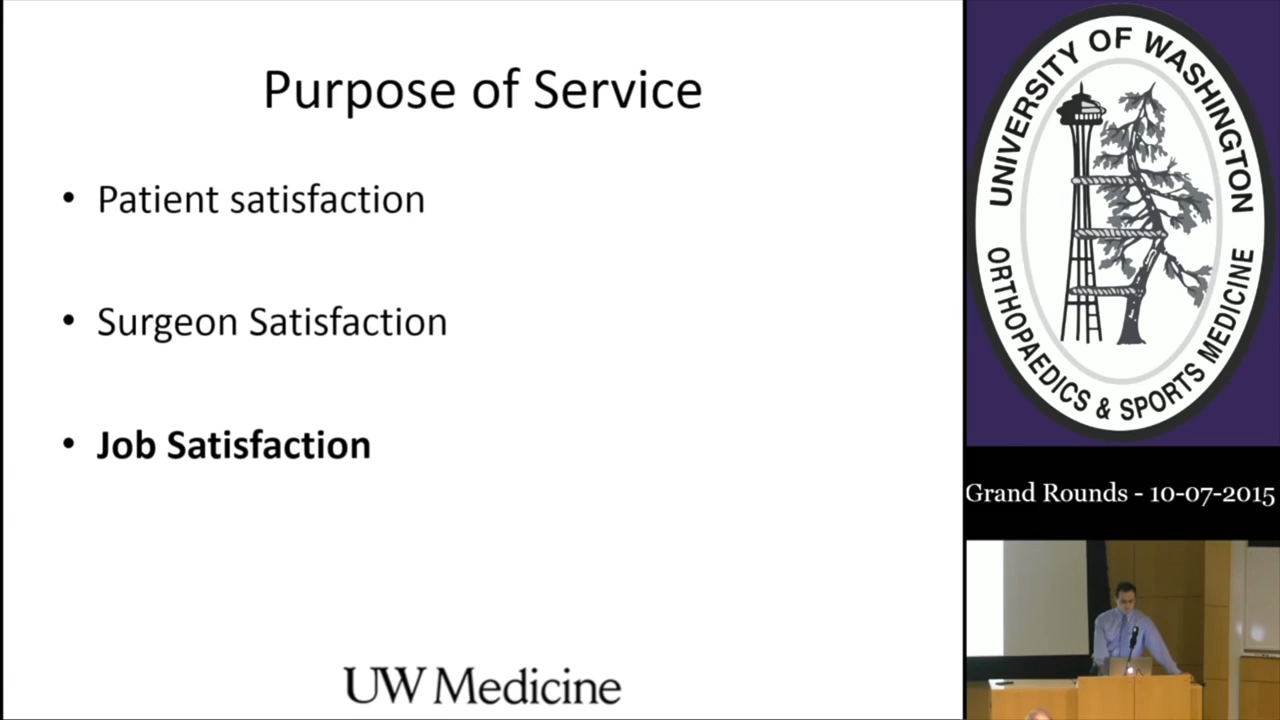 Purpose of Service
• Patient satisfaction
• Surgeon Satisfaction
• Job Satisfaction
UW Medicine
UNIVERSITY OF WASHINGTON
ORTHOPAEDICS & SPORTS MEDICINE
Grand Rounds - 10-07-2015